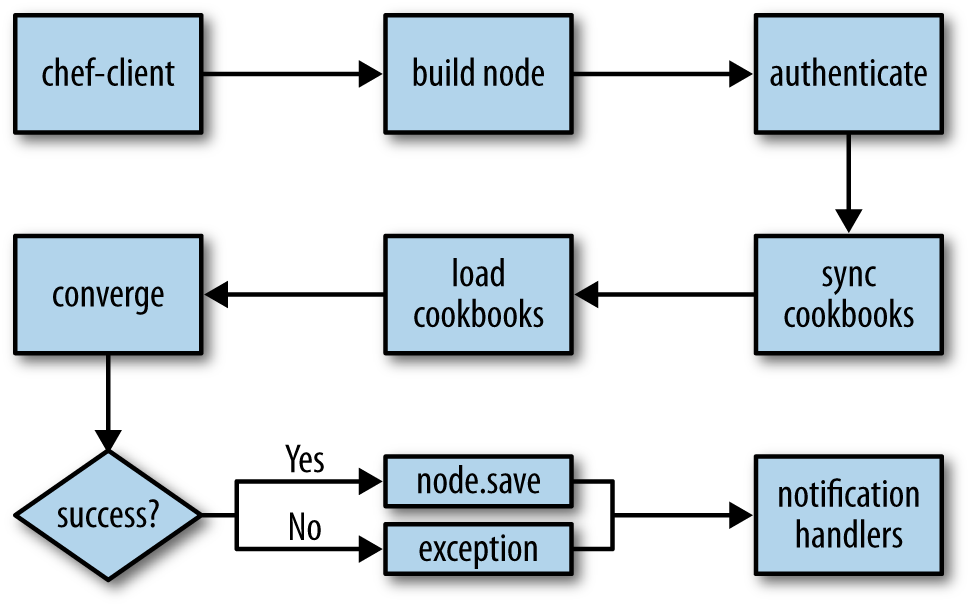 chef-client
build node
authenticate
converge
load
cookbooks
sync
cookbooks
success?
Yes
No
node.save
exception
notification
handlers